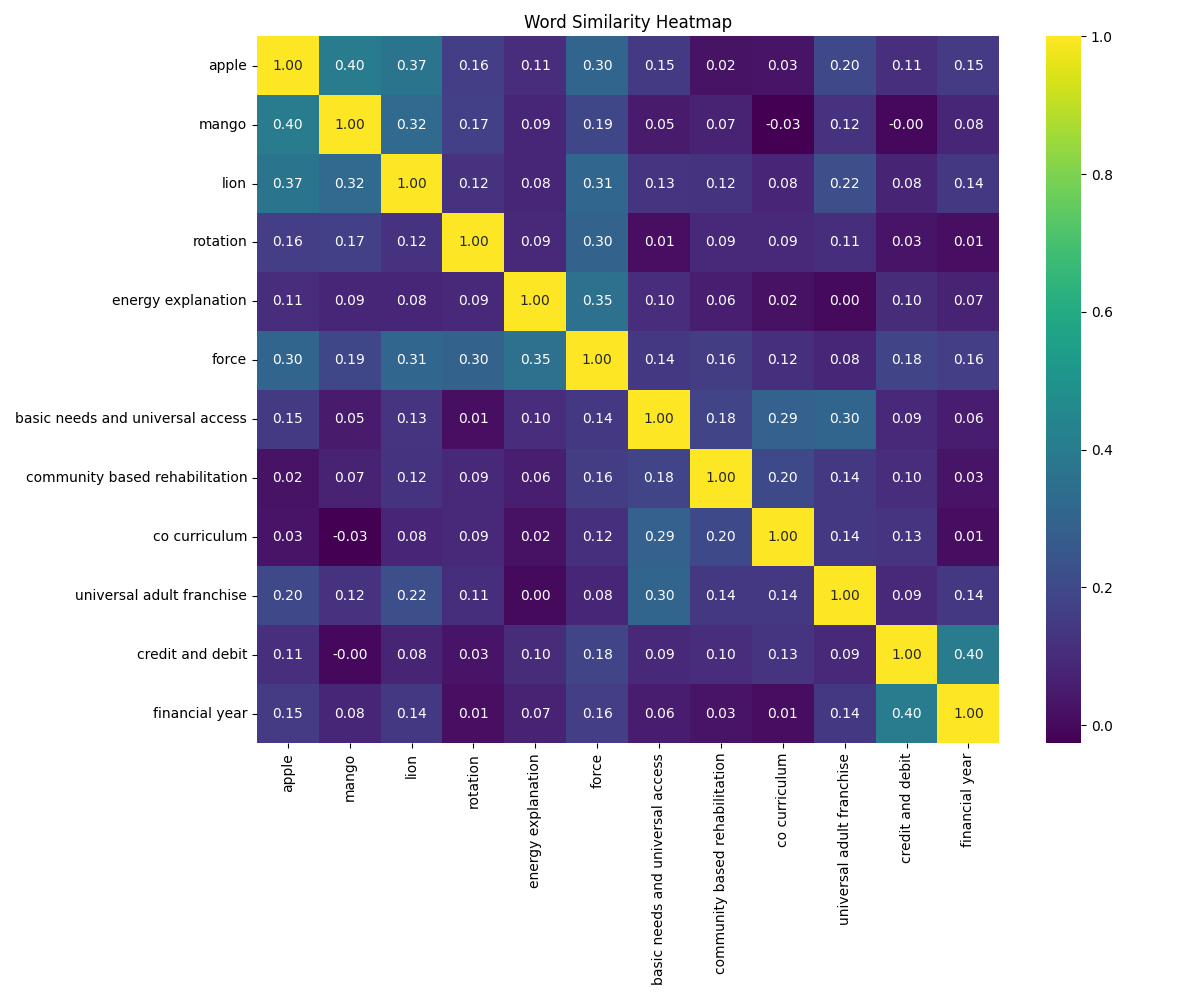 Word Similarity Heatmap
apple 1.00 0.40 0.37 0.16 0.11 0.30 0.15 0.02 0.03 0.20 0.11 0.15
mango 0.40 1.00 0.32 0.17 0.09 0.19 0.05 0.07 -0.03 0.12 -0.00 0.08
lion 0.37 0.32 1.00 0.12 0.08 0.31 0.13 0.12 0.08 0.22 0.08 0.14
rotation 0.16 0.17 0.12 1.00 0.09 0.30 0.01 0.09 0.09 0.11 0.03 0.01
energy explanation 0.11 0.09 0.08 0.09 1.00 0.35 0.10 0.06 0.02 0.00 0.10 0.07
force 0.30 0.19 0.31 0.30 0.35 1.00 0.14 0.16 0.12 0.08 0.18 0.16
basic needs and universal access 0.15 0.05 0.13 0.01 0.10 0.14 1.00 0.18 0.29 0.30 0.09 0.06
community based rehabilitation 0.02 0.07 0.12 0.09 0.06 0.16 0.18 1.00 0.20 0.14 0.10 0.03
co curriculum 0.03 -0.03 0.08 0.09 0.02 0.12 0.29 0.20 1.00 0.14 0.13 0.01
universal adult franchise 0.20 0.12 0.22 0.11 0.00 0.08 0.30 0.14 0.14 1.00 0.09 0.14
credit and debit 0.11 -0.00 0.08 0.03 0.10 0.18 0.09 0.10 0.13 0.09 1.00 0.40
financial year 0.15 0.08 0.14 0.01 0.07 0.16 0.06 0.03 0.01 0.14 0.40 1.00
apple
mango
lion
rotation
energy explanation
force
basic needs and universal access
community based rehabilitation
co curriculum
universal adult franchise
credit and debit
financial year
1.0
0.8
0.6
0.4
0.2
0.0